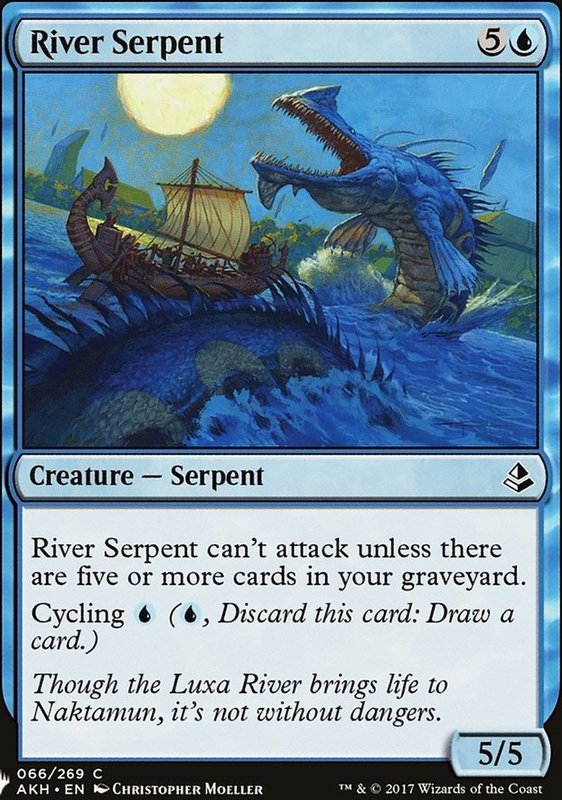 River Serpent 5
Creature — Serpent
River Serpent can't attack unless there
are five or more cards in your graveyard.
Cycling (, Discard this card: Draw a
card.)
Though the Luxa River brings life to
Naktamun, it's not without dangers.
5/5
066/269 C
AKH • EN Christopher Moeller
™ & © 2017 Wizards of the Coast